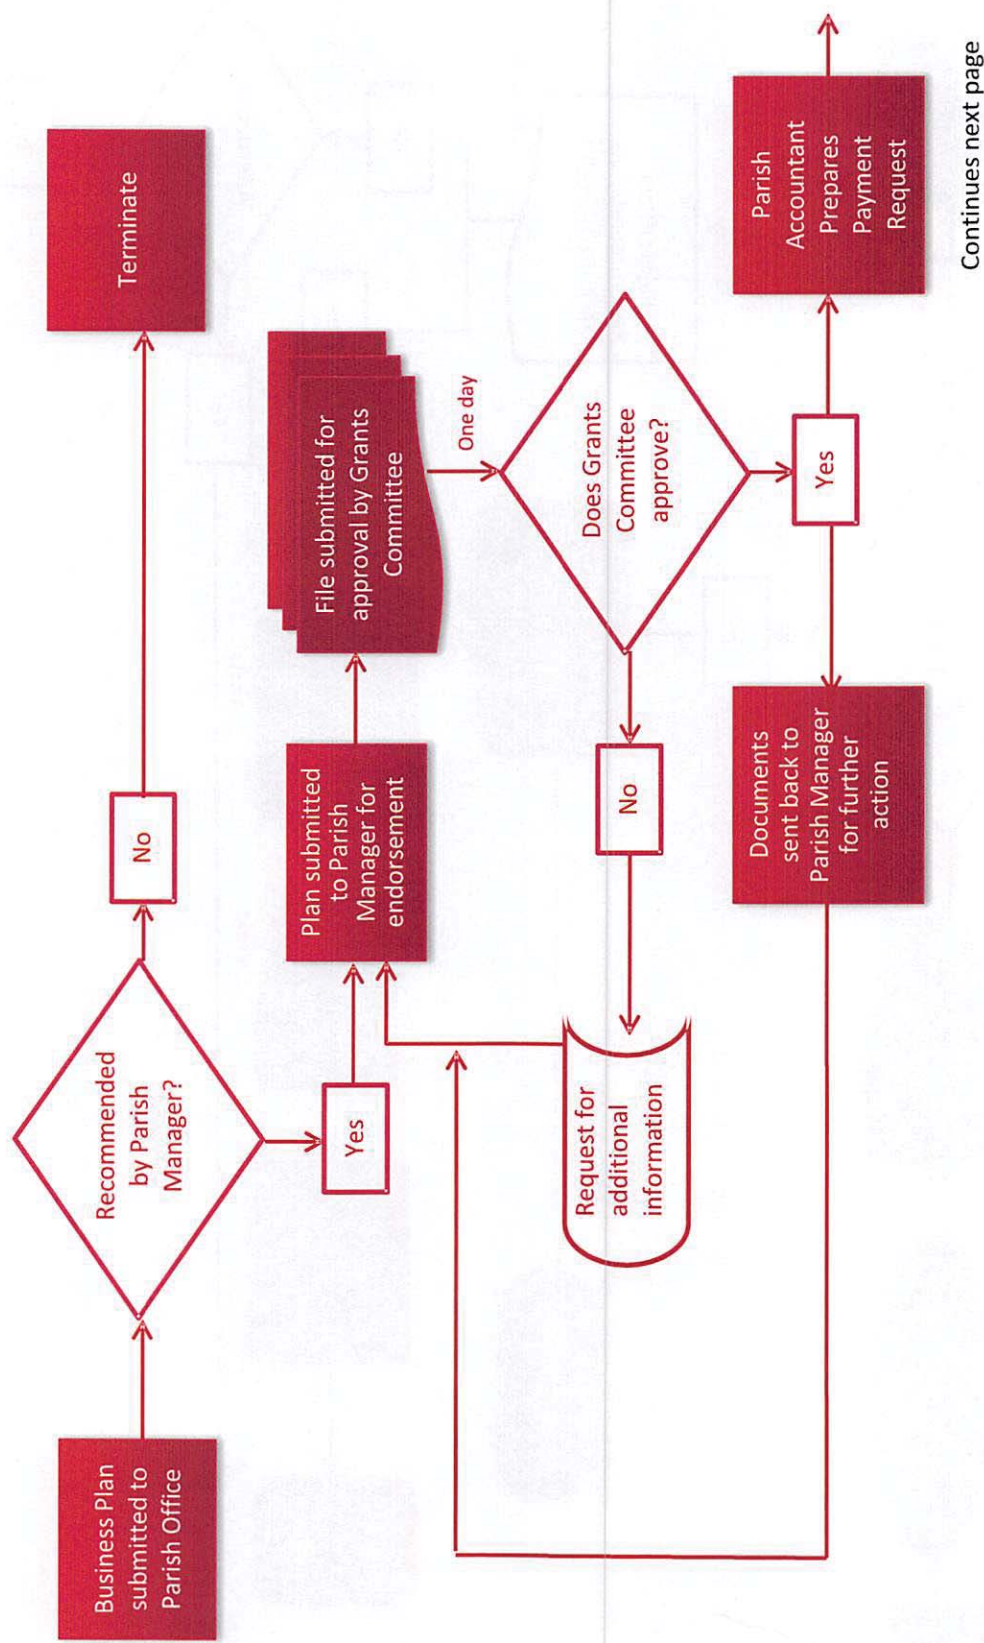 Business Plan
submitted to
Parish Office
Recommended
by Parish
Manager?
No
Terminate
Yes
Plan submitted
to Parish
Manager for
endorsement
File submitted for
approval by Grants
Committee
One day
Does Grants
Committee
approve?
No
Request for
additional
information
Yes
Documents
sent back to
Parish Manager
for further
action
Parish
Accountant
Prepares
Payment
Request
Continues next page